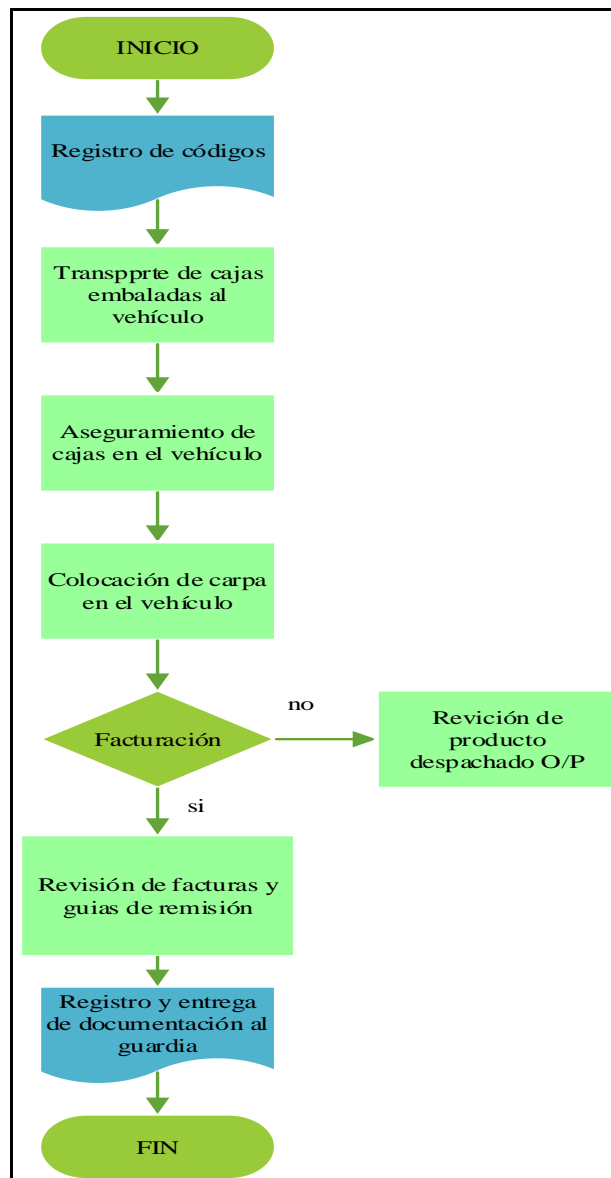 INICIO
Registro de códigos
Transpprte de cajas
embaladas al
vehículo
Aseguramiento de
cajas en el vehículo
Colocación de carpa
en el vehículo
Facturación
no
Revición de
producto
despachado O/P
si
Revisión de facturas y
guias de remisión
Registro y entrega
de documentación al
guardia
FIN